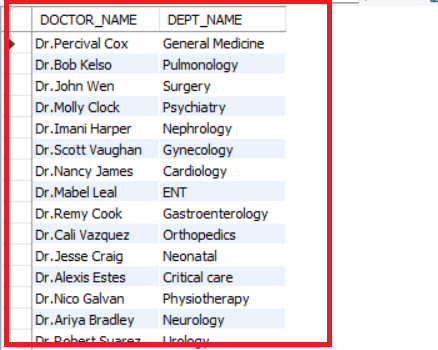 DOCTOR_NAME DEPT_NAME
Dr.Percival Cox General Medicine
Dr.Bob Kelso Pulmonology
Dr.John Wen Surgery
Dr.Molly Clock Psychiatry
Dr.Imani Harper Nephrology
Dr.Scott Vaughan Gynecology
Dr.Nancy James Cardiology
Dr.Mabel Leal ENT
Dr.Remy Cook Gastroenterology
Dr.Cali Vazquez Orthopedics
Dr.Jesse Craig Neonatal
Dr.Alexis Estes Critical care
Dr.Nico Galvan Physiotherapy
Dr.Ariya Bradley Neurology
Dr.Robert Suarez Urology